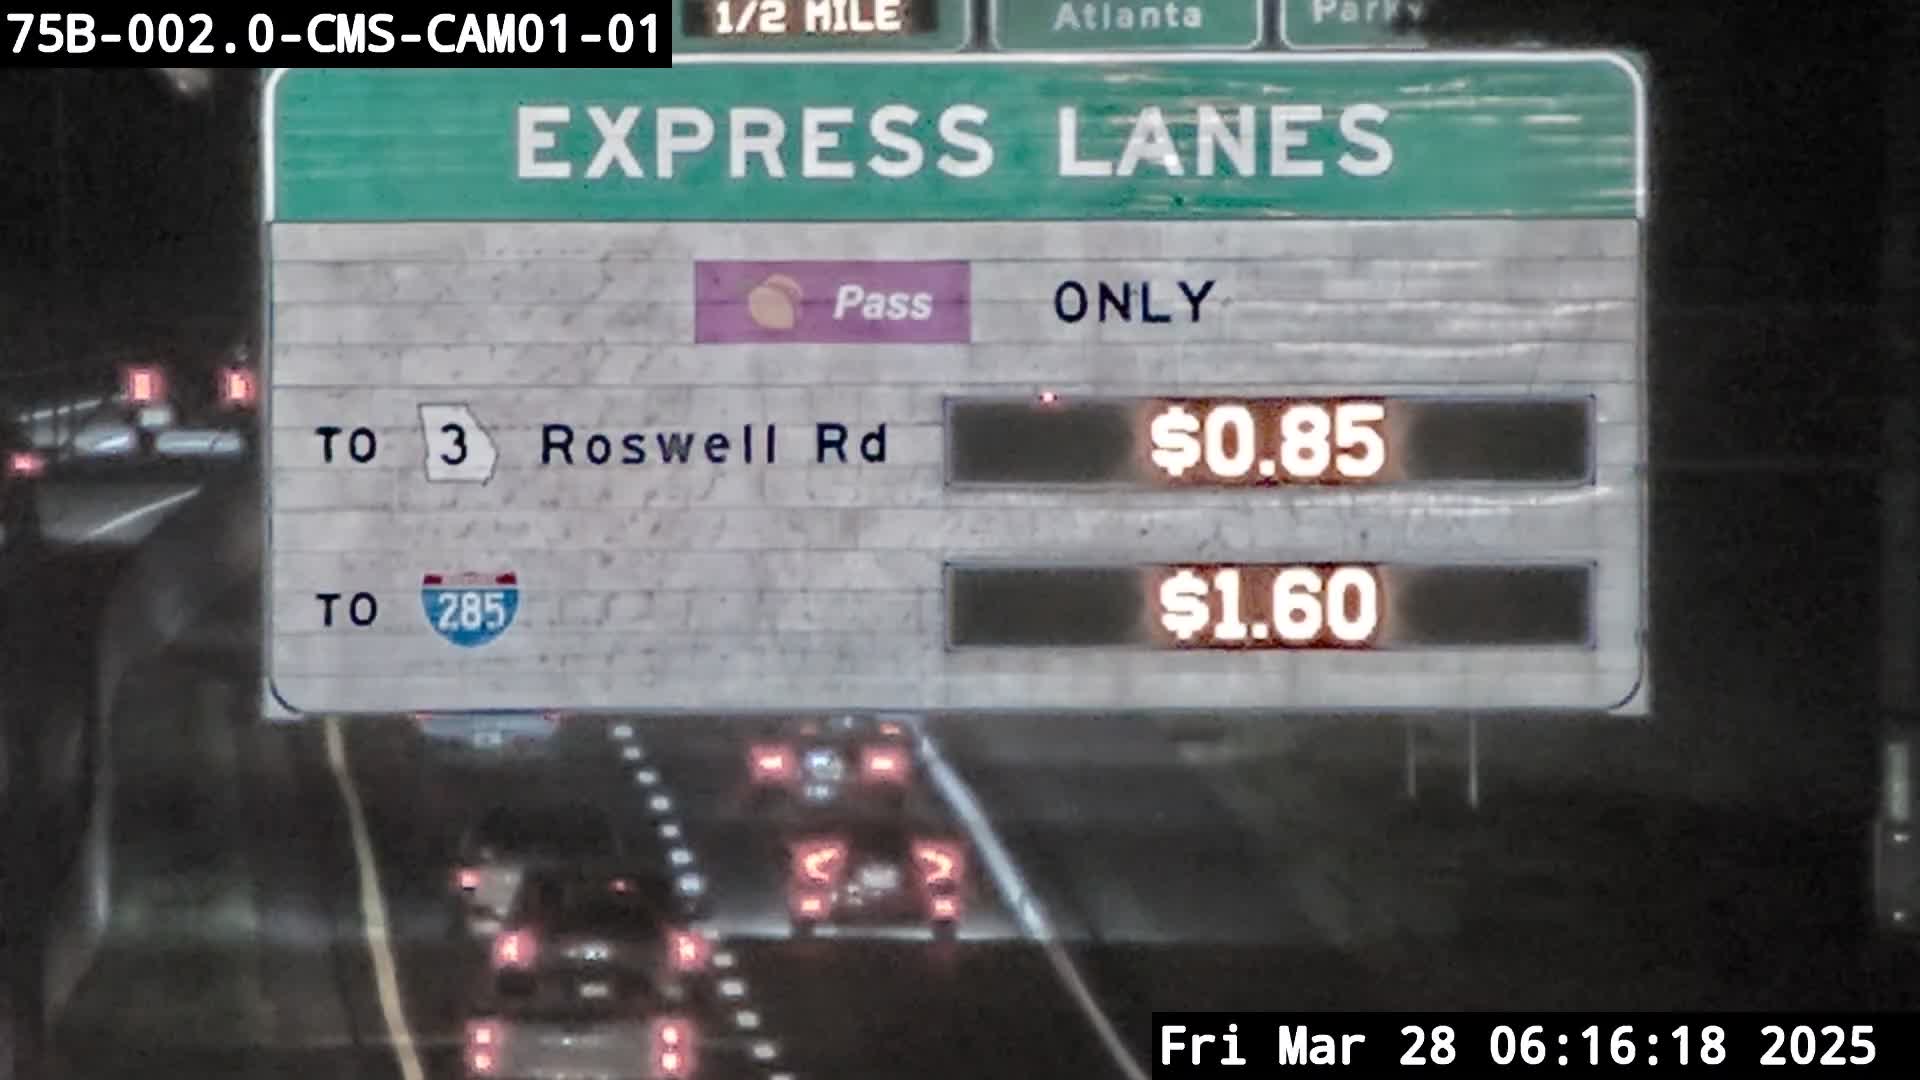 75B-002.0-CMS-CAM01-01
1/2 MILE
Atlanta
EXPRESS LANES
Pass ONLY
TO 3 Roswell Rd $0.85
TO 285 $1.60
Fri Mar 28 06:16:18 2025